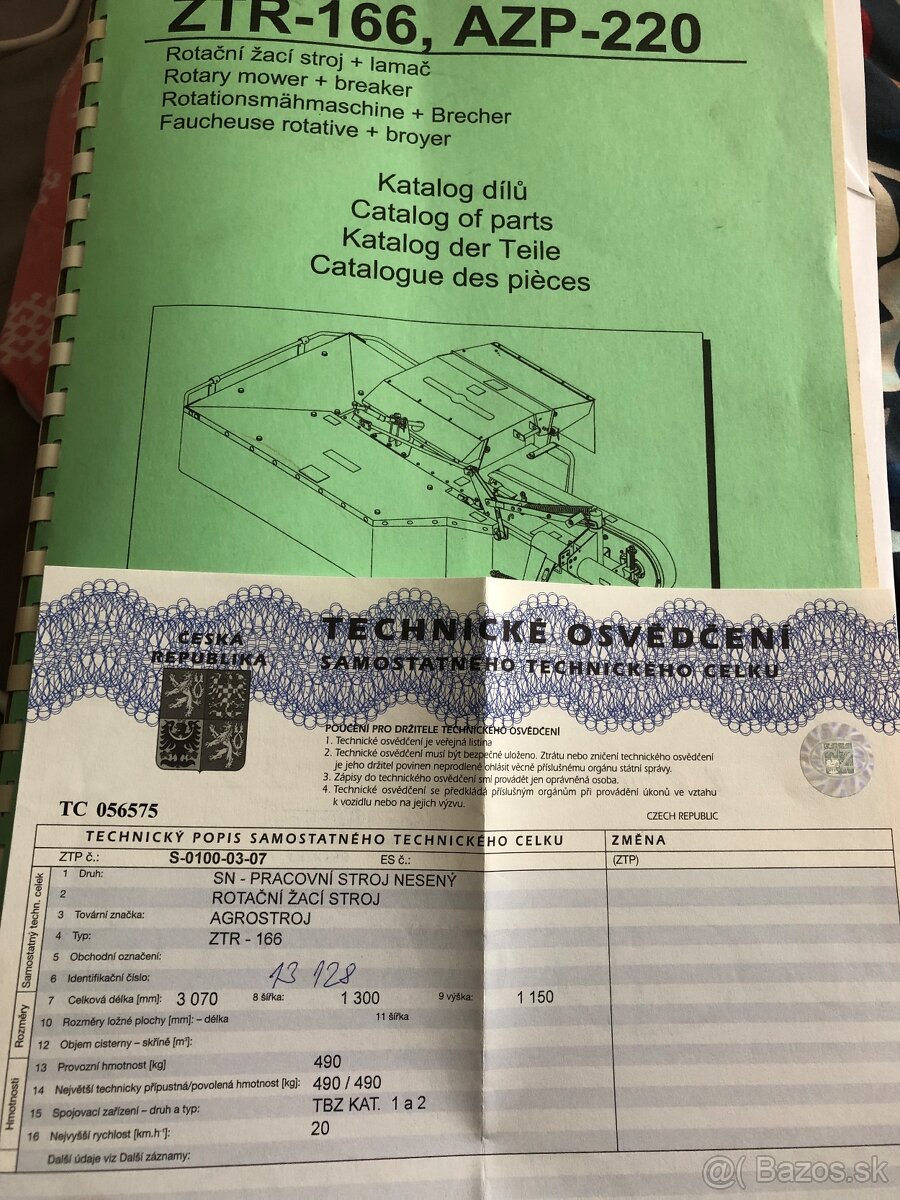 ZTR-166, AZP-220
Rotační žací stroj + lamač
Rotary mower + breaker
Rotationsmähmaschine + Brecher
Faucheuse rotative + broyer
Katalog dílů
Catalog of parts
Katalog der Teile
Catalogue des pièces
ČESKÁ
REPUBLIKA
TECHNICKÉ OSVĚDČENÍ
SAMOSTATNÉHO TECHNICKÉHO CELKU
POUČENÍ PRO DRŽITELE TECHNICKÉHO OSVĚDČENÍ
1. Technické osvědčení je veřejná listina
2. Technické osvědčení musí být bezpečně uloženo. Ztrátu nebo zničení technického osvědčení
je jeho držitel povinen neprodleně ohlásit věcně příslušnému orgánu státní správy.
3. Zápisy do technického osvědčení smí provádět jen oprávněná osoba.
4. Technické osvědčení se předkládá příslušným orgánům při provádění úkonů ve vztahu
k vozidlu nebo na jejich výzvu.
CZECH REPUBLIC
TC 056575
TECHNICKÝ POPIS SAMOSTATNÉHO TECHNICKÉHO CELKU
ZMĚNA
ZTP č.: S-0100-03-07 ES č.:
(ZTP)
Samostatný techn. celek
1 Druh: SN - PRACOVNÍ STROJ NESENÝ
2 ROTAČNÍ ŽACÍ STROJ
3 Tovární značka: AGROSTROJ
4 Typ: ZTR - 166
5 Obchodní označení:
6 Identifikační číslo: 13 128
Rozměry
7 Celková délka [mm]: 3 070 8 šířka: 1 300 9 výška: 1 150
10 Rozměry ložné plochy [mm]: – délka 11 šířka
12 Objem cisterny – skříně [m³]:
Hmotnosti
13 Provozní hmotnost [kg] 490
14 Největší technicky přípustná/povolená hmotnost [kg]: 490 / 490
15 Spojovací zařízení – druh a typ: TBZ KAT. 1 a 2
16 Nejvyšší rychlost [km.h⁻¹]: 20
Další údaje viz Další záznamy:
@( Bazos.sk